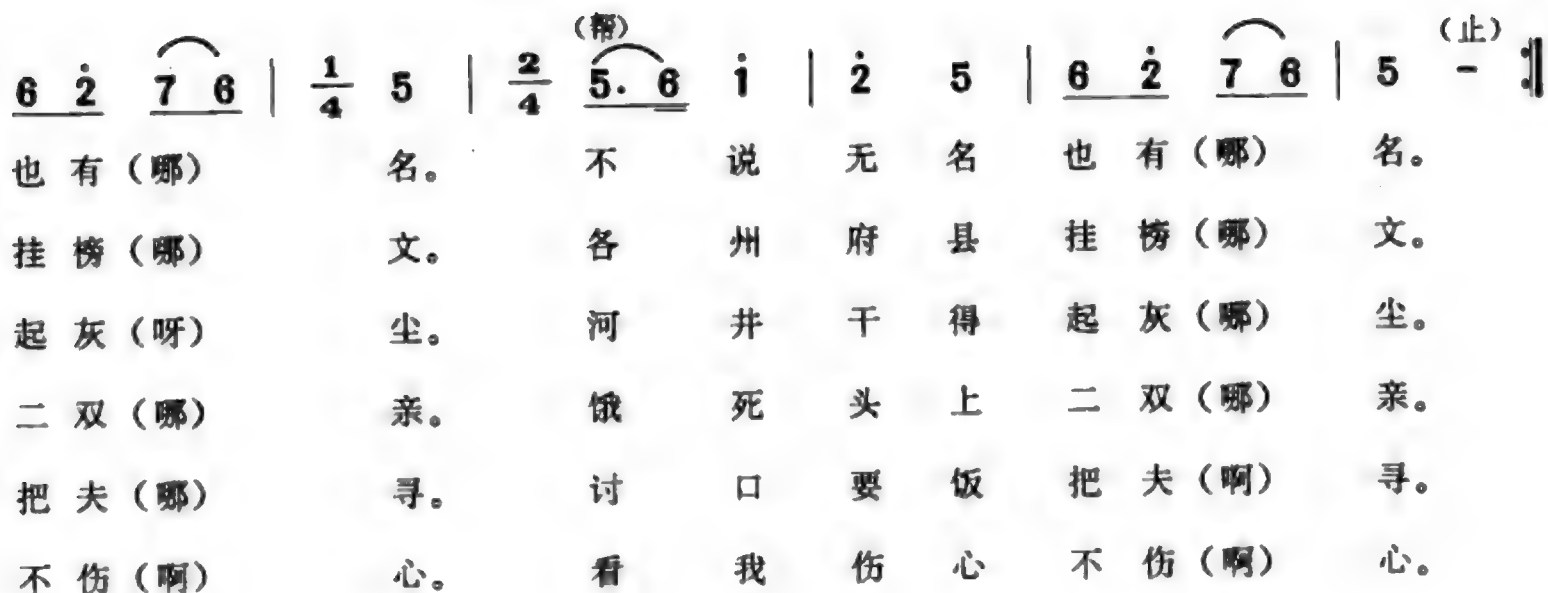 (帮) (止)
6 2̇ 7 6 | 1/4 5 | 2/4 5. 6 1̇ | 2̇ 5 | 6 2̇ 7 6 | 5 - :‖
也 有 (哪) 名。 不 说 无 名 也 有 (哪) 名。
挂 榜 (哪) 文。 各 州 府 县 挂 榜 (哪) 文。
起 灰 (呀) 尘。 河 井 干 得 起 灰 (哪) 尘。
二 双 (哪) 亲。 饿 死 头 上 二 双 (哪) 亲。
把 夫 (哪) 寻。 讨 口 要 饭 把 夫 (啊) 寻。
不 伤 (啊) 心。 看 我 伤 心 不 伤 (啊) 心。